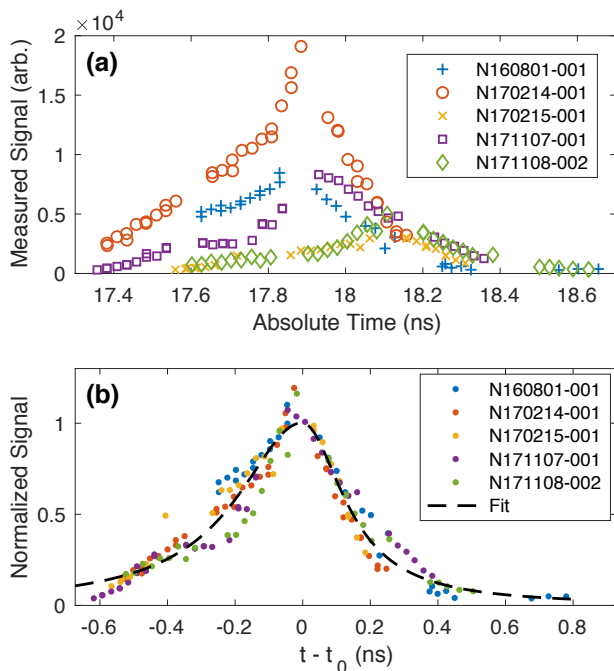 × 10⁴
(a)
Measured Signal (arb.)
2
1.5
1
0.5
0
N160801-001
N170214-001
N170215-001
N171107-001
N171108-002
17.4 17.6 17.8 18 18.2 18.4 18.6
Absolute Time (ns)
(b)
Normalized Signal
1
0.5
0
N160801-001
N170214-001
N170215-001
N171107-001
N171108-002
Fit
-0.6 -0.4 -0.2 0 0.2 0.4 0.6 0.8
t - t₀ (ns)